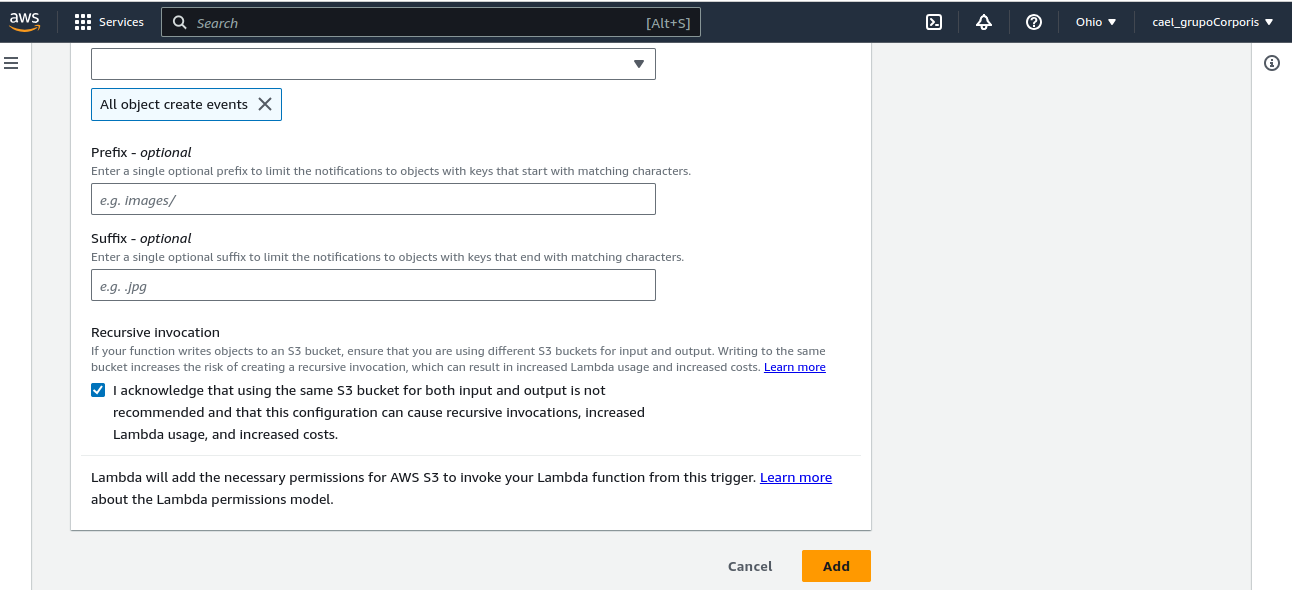 aws
Services
Search
[Alt+S]
Ohio
cael_grupoCorporis
All object create events
Prefix - optional
Enter a single optional prefix to limit the notifications to objects with keys that start with matching characters.
e.g. images/
Suffix - optional
Enter a single optional suffix to limit the notifications to objects with keys that end with matching characters.
e.g. .jpg
Recursive invocation
If your function writes objects to an S3 bucket, ensure that you are using different S3 buckets for input and output. Writing to the same
bucket increases the risk of creating a recursive invocation, which can result in increased Lambda usage and increased costs. Learn more
I acknowledge that using the same S3 bucket for both input and output is not
recommended and that this configuration can cause recursive invocations, increased
Lambda usage, and increased costs.
Lambda will add the necessary permissions for AWS S3 to invoke your Lambda function from this trigger. Learn more
about the Lambda permissions model.
Cancel
Add